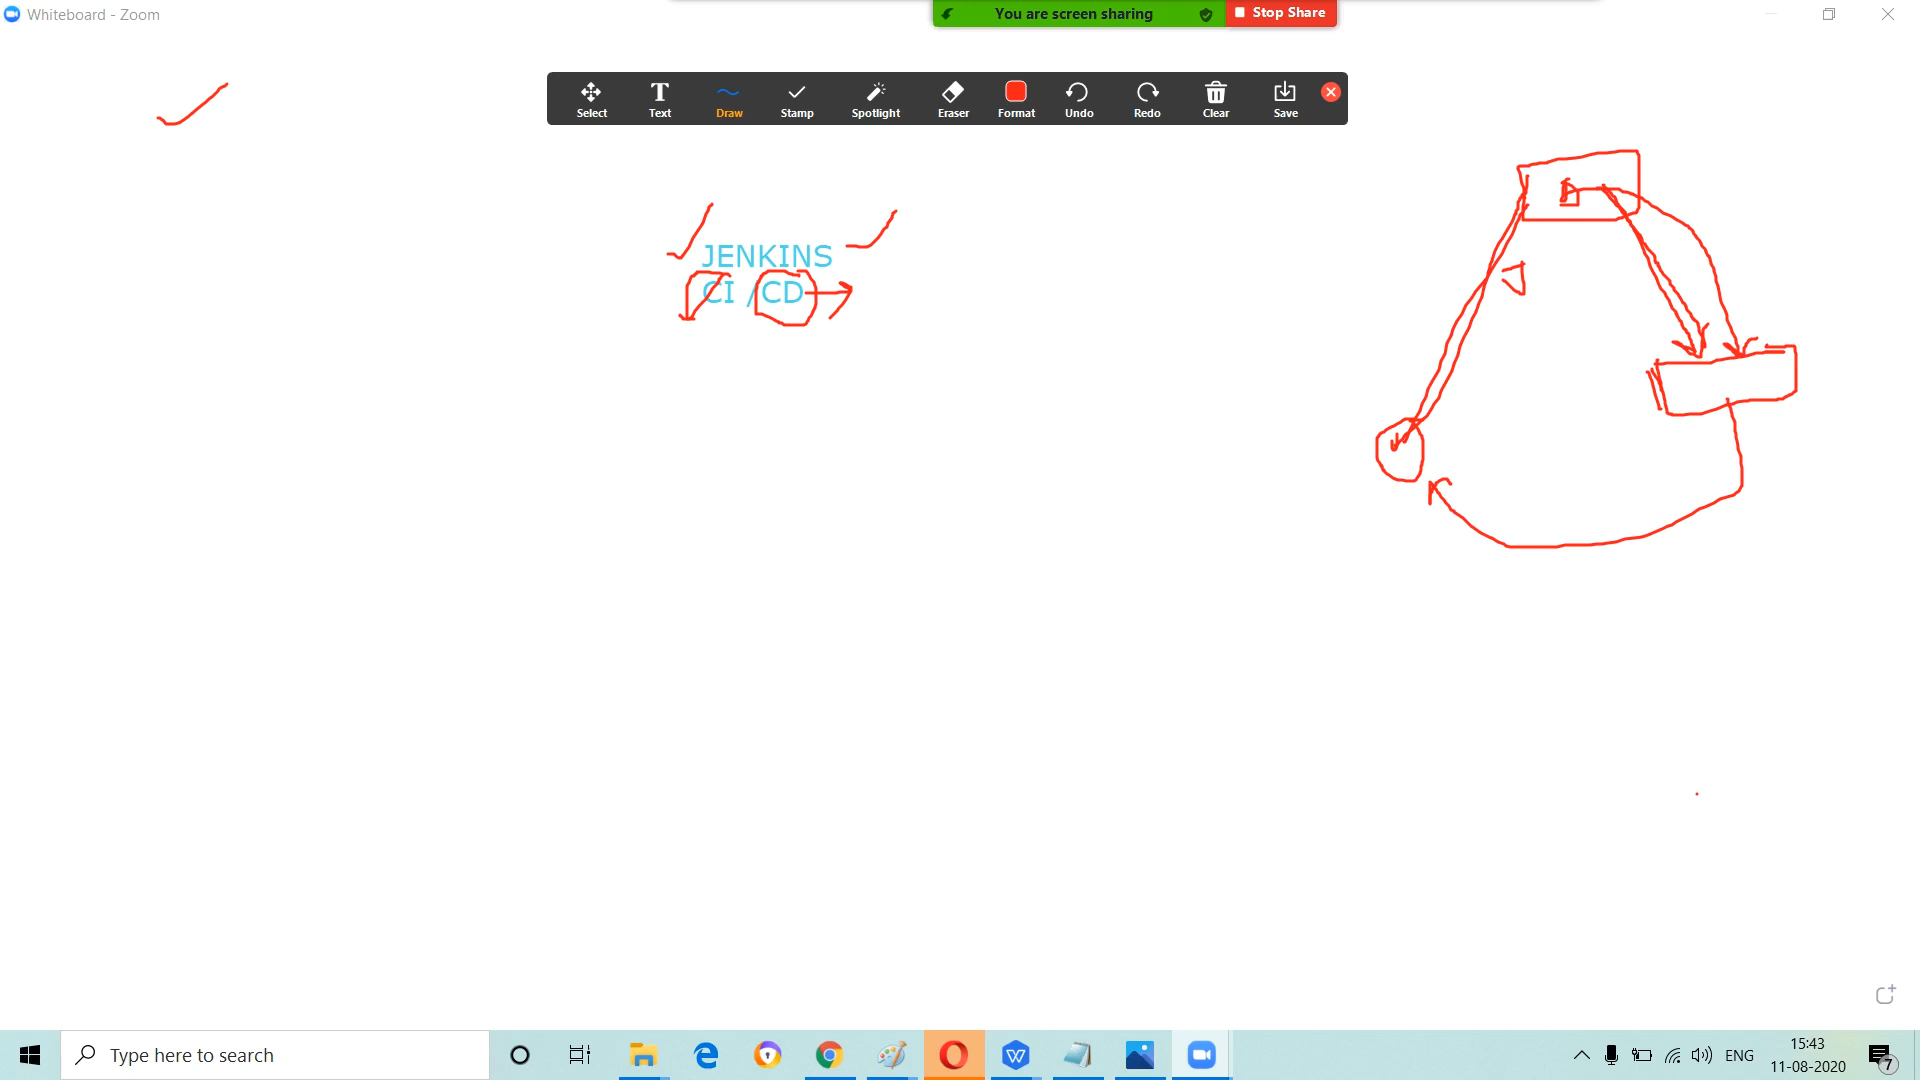 Whiteboard - Zoom
You are screen sharing
Stop Share
Select
Text
Draw
Stamp
Spotlight
Eraser
Format
Undo
Redo
Clear
Save
JENKINS
CI / CD
Type here to search
ENG
15:43
11-08-2020
7